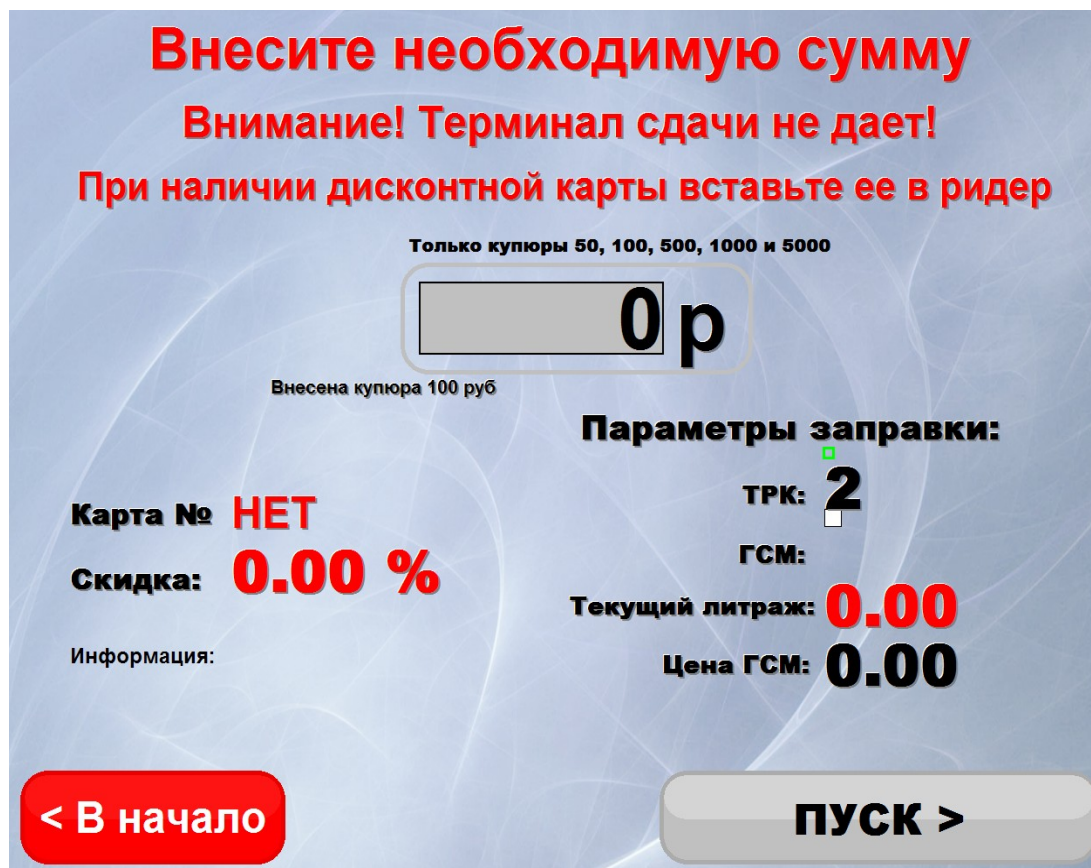 Внесите необходимую сумму
Внимание! Терминал сдачи не дает!
При наличии дисконтной карты вставьте ее в ридер
Только купюры 50, 100, 500, 1000 и 5000
0 р
Внесена купюра 100 руб
Параметры заправки:
ТРК: 2
Карта № НЕТ
ГСМ:
Скидка: 0.00 %
Текущий литраж: 0.00
Информация:
Цена ГСМ: 0.00
< В начало
ПУСК >